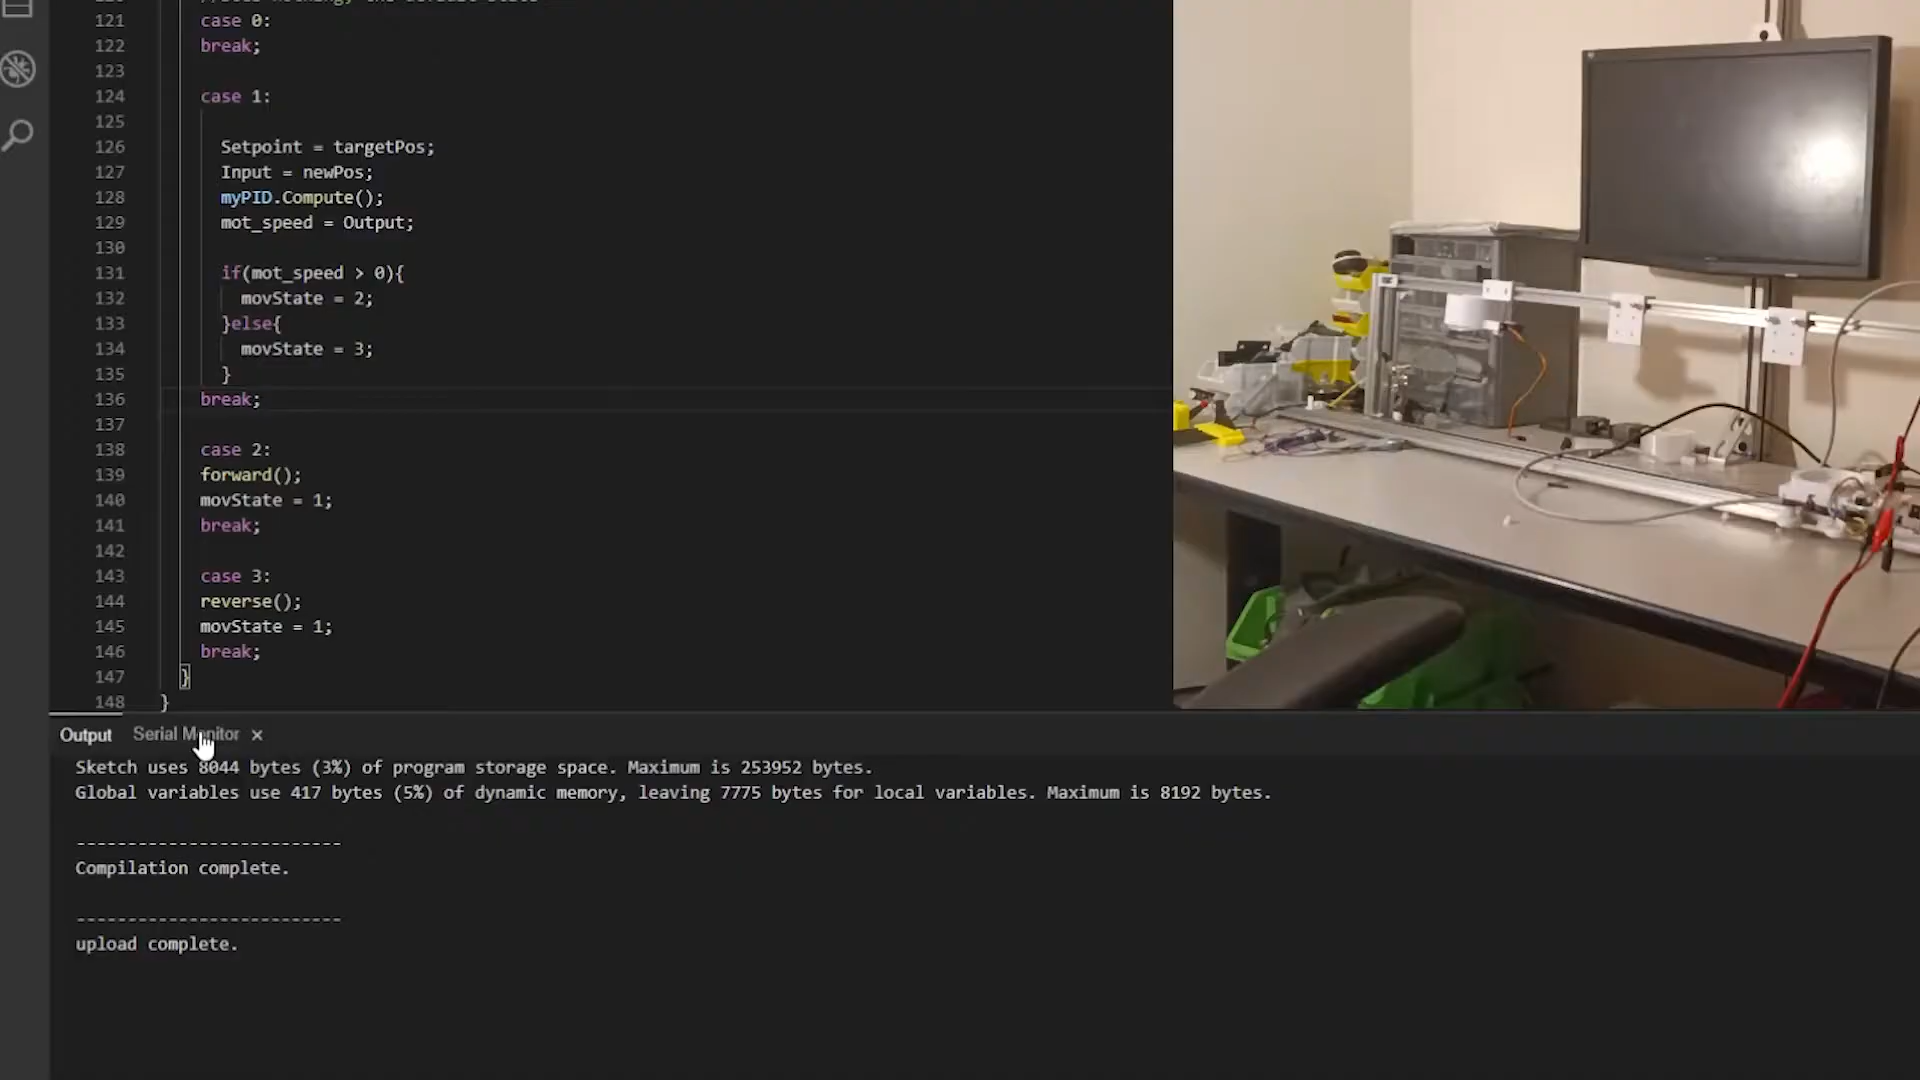 121 case 0:
122 break;
123
124 case 1:
125
126 Setpoint = targetPos;
127 Input = newPos;
128 myPID.Compute();
129 mot_speed = Output;
130
131 if(mot_speed > 0){
132 movState = 2;
133 }else{
134 movState = 3;
135 }
136 break;
137
138 case 2:
139 forward();
140 movState = 1;
141 break;
142
143 case 3:
144 reverse();
145 movState = 1;
146 break;
147 }
148 }
Output Serial Monitor ×
Sketch uses 8044 bytes (3%) of program storage space. Maximum is 253952 bytes.
Global variables use 417 bytes (5%) of dynamic memory, leaving 7775 bytes for local variables. Maximum is 8192 bytes.
--------------------------
Compilation complete.
--------------------------
upload complete.